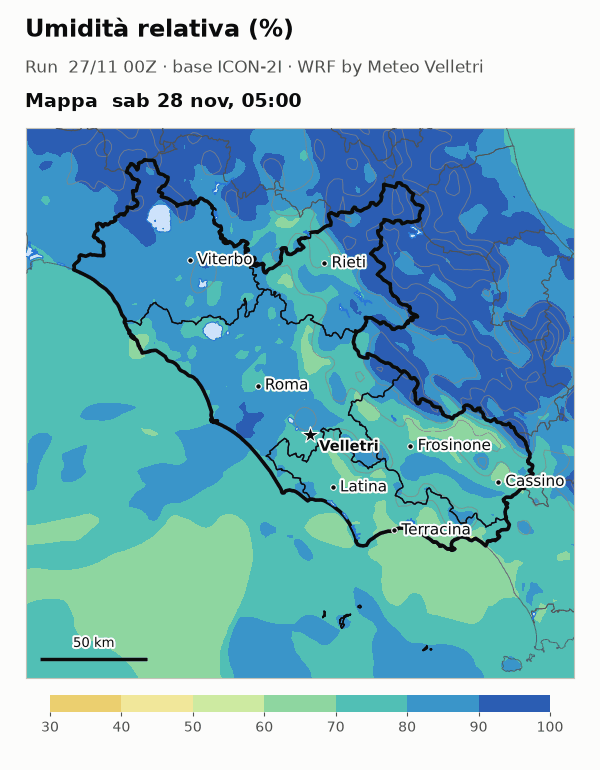 Umidità relativa (%)
Run  27/11 00Z · base ICON-2I · WRF by Meteo Velletri
Mappa  sab 28 nov, 05:00
Viterbo
Rieti
Roma
Velletri
Frosinone
Cassino
Latina
Terracina
50 km
30 40 50 60 70 80 90 100